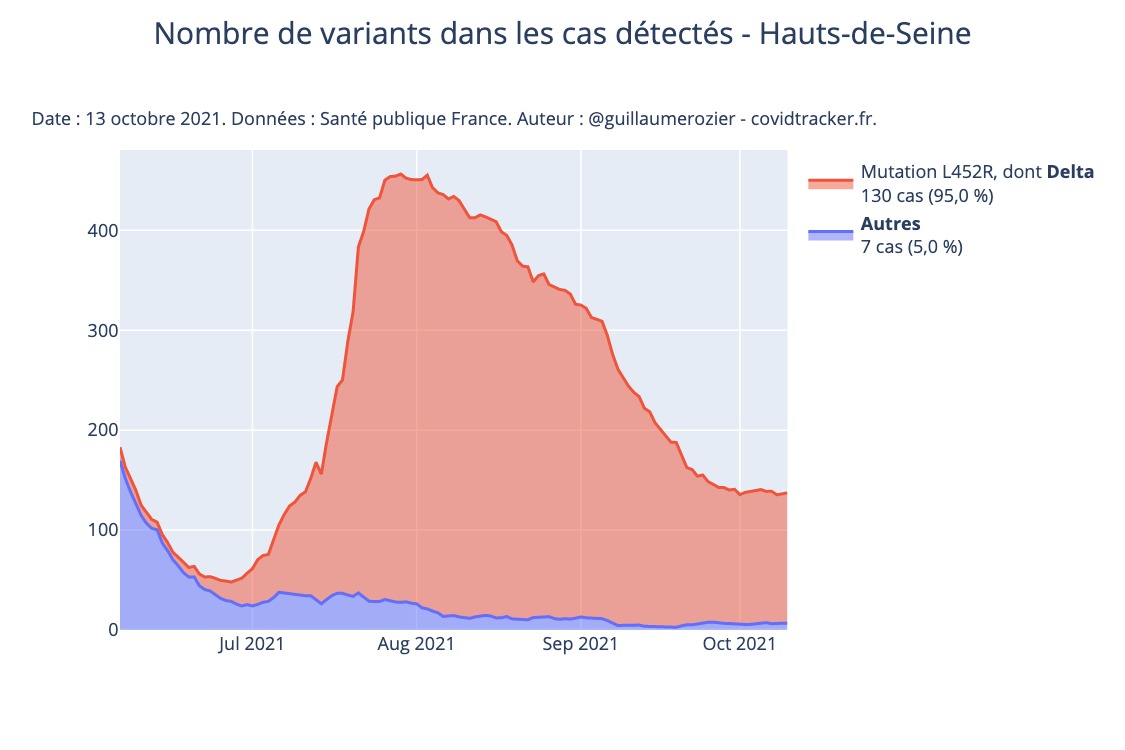 Nombre de variants dans les cas détectés - Hauts-de-Seine
Date : 13 octobre 2021. Données : Santé publique France. Auteur : @guillaumerozier - covidtracker.fr.
Mutation L452R, dont Delta
130 cas (95,0 %)
Autres
7 cas (5,0 %)
400
300
200
100
0
Jul 2021
Aug 2021
Sep 2021
Oct 2021